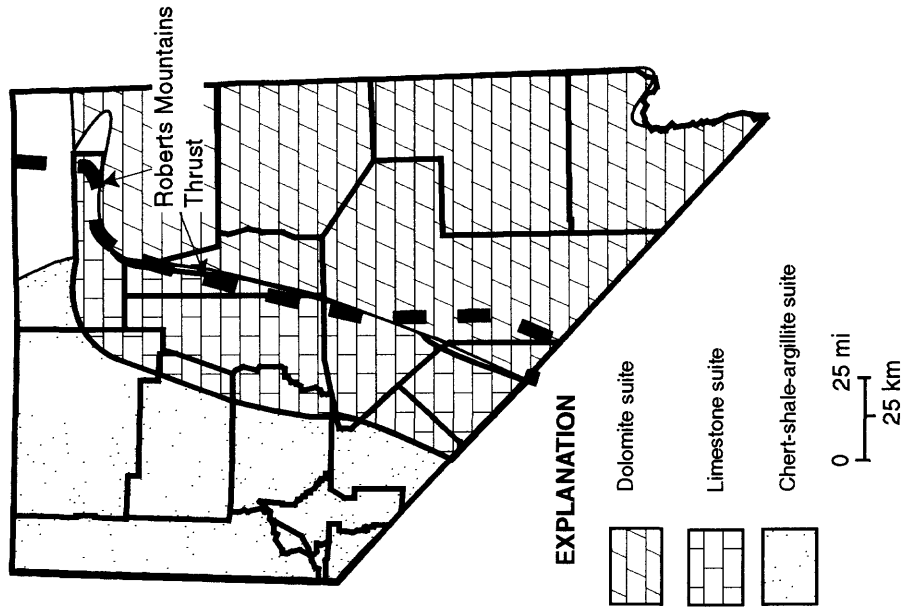 Roberts Mountains
Thrust
EXPLANATION
Dolomite suite
Limestone suite
Chert-shale-argillite suite
0 25 mi
25 km